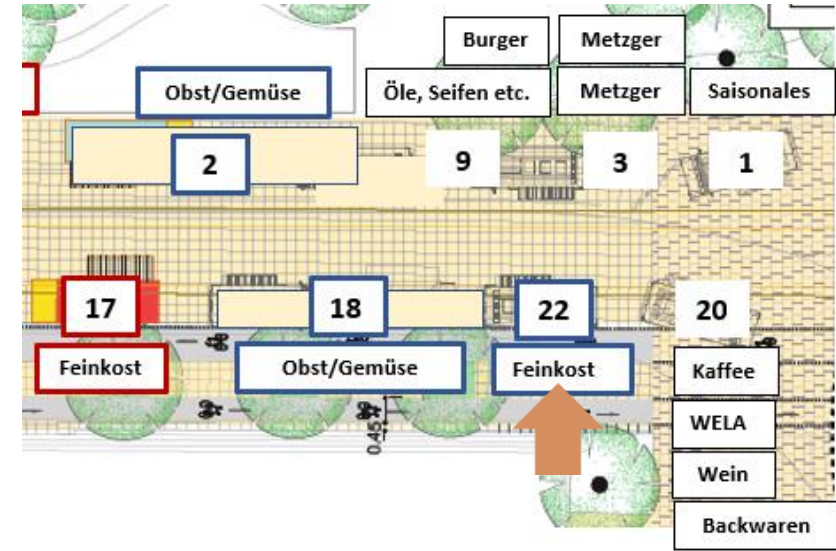 Burger
Metzger
Obst/Gemüse
Öle, Seifen etc.
Metzger
Saisonales
2
9
3
1
17
18
22
20
Feinkost
Obst/Gemüse
Feinkost
Kaffee
0.45
WELA
Wein
Backwaren